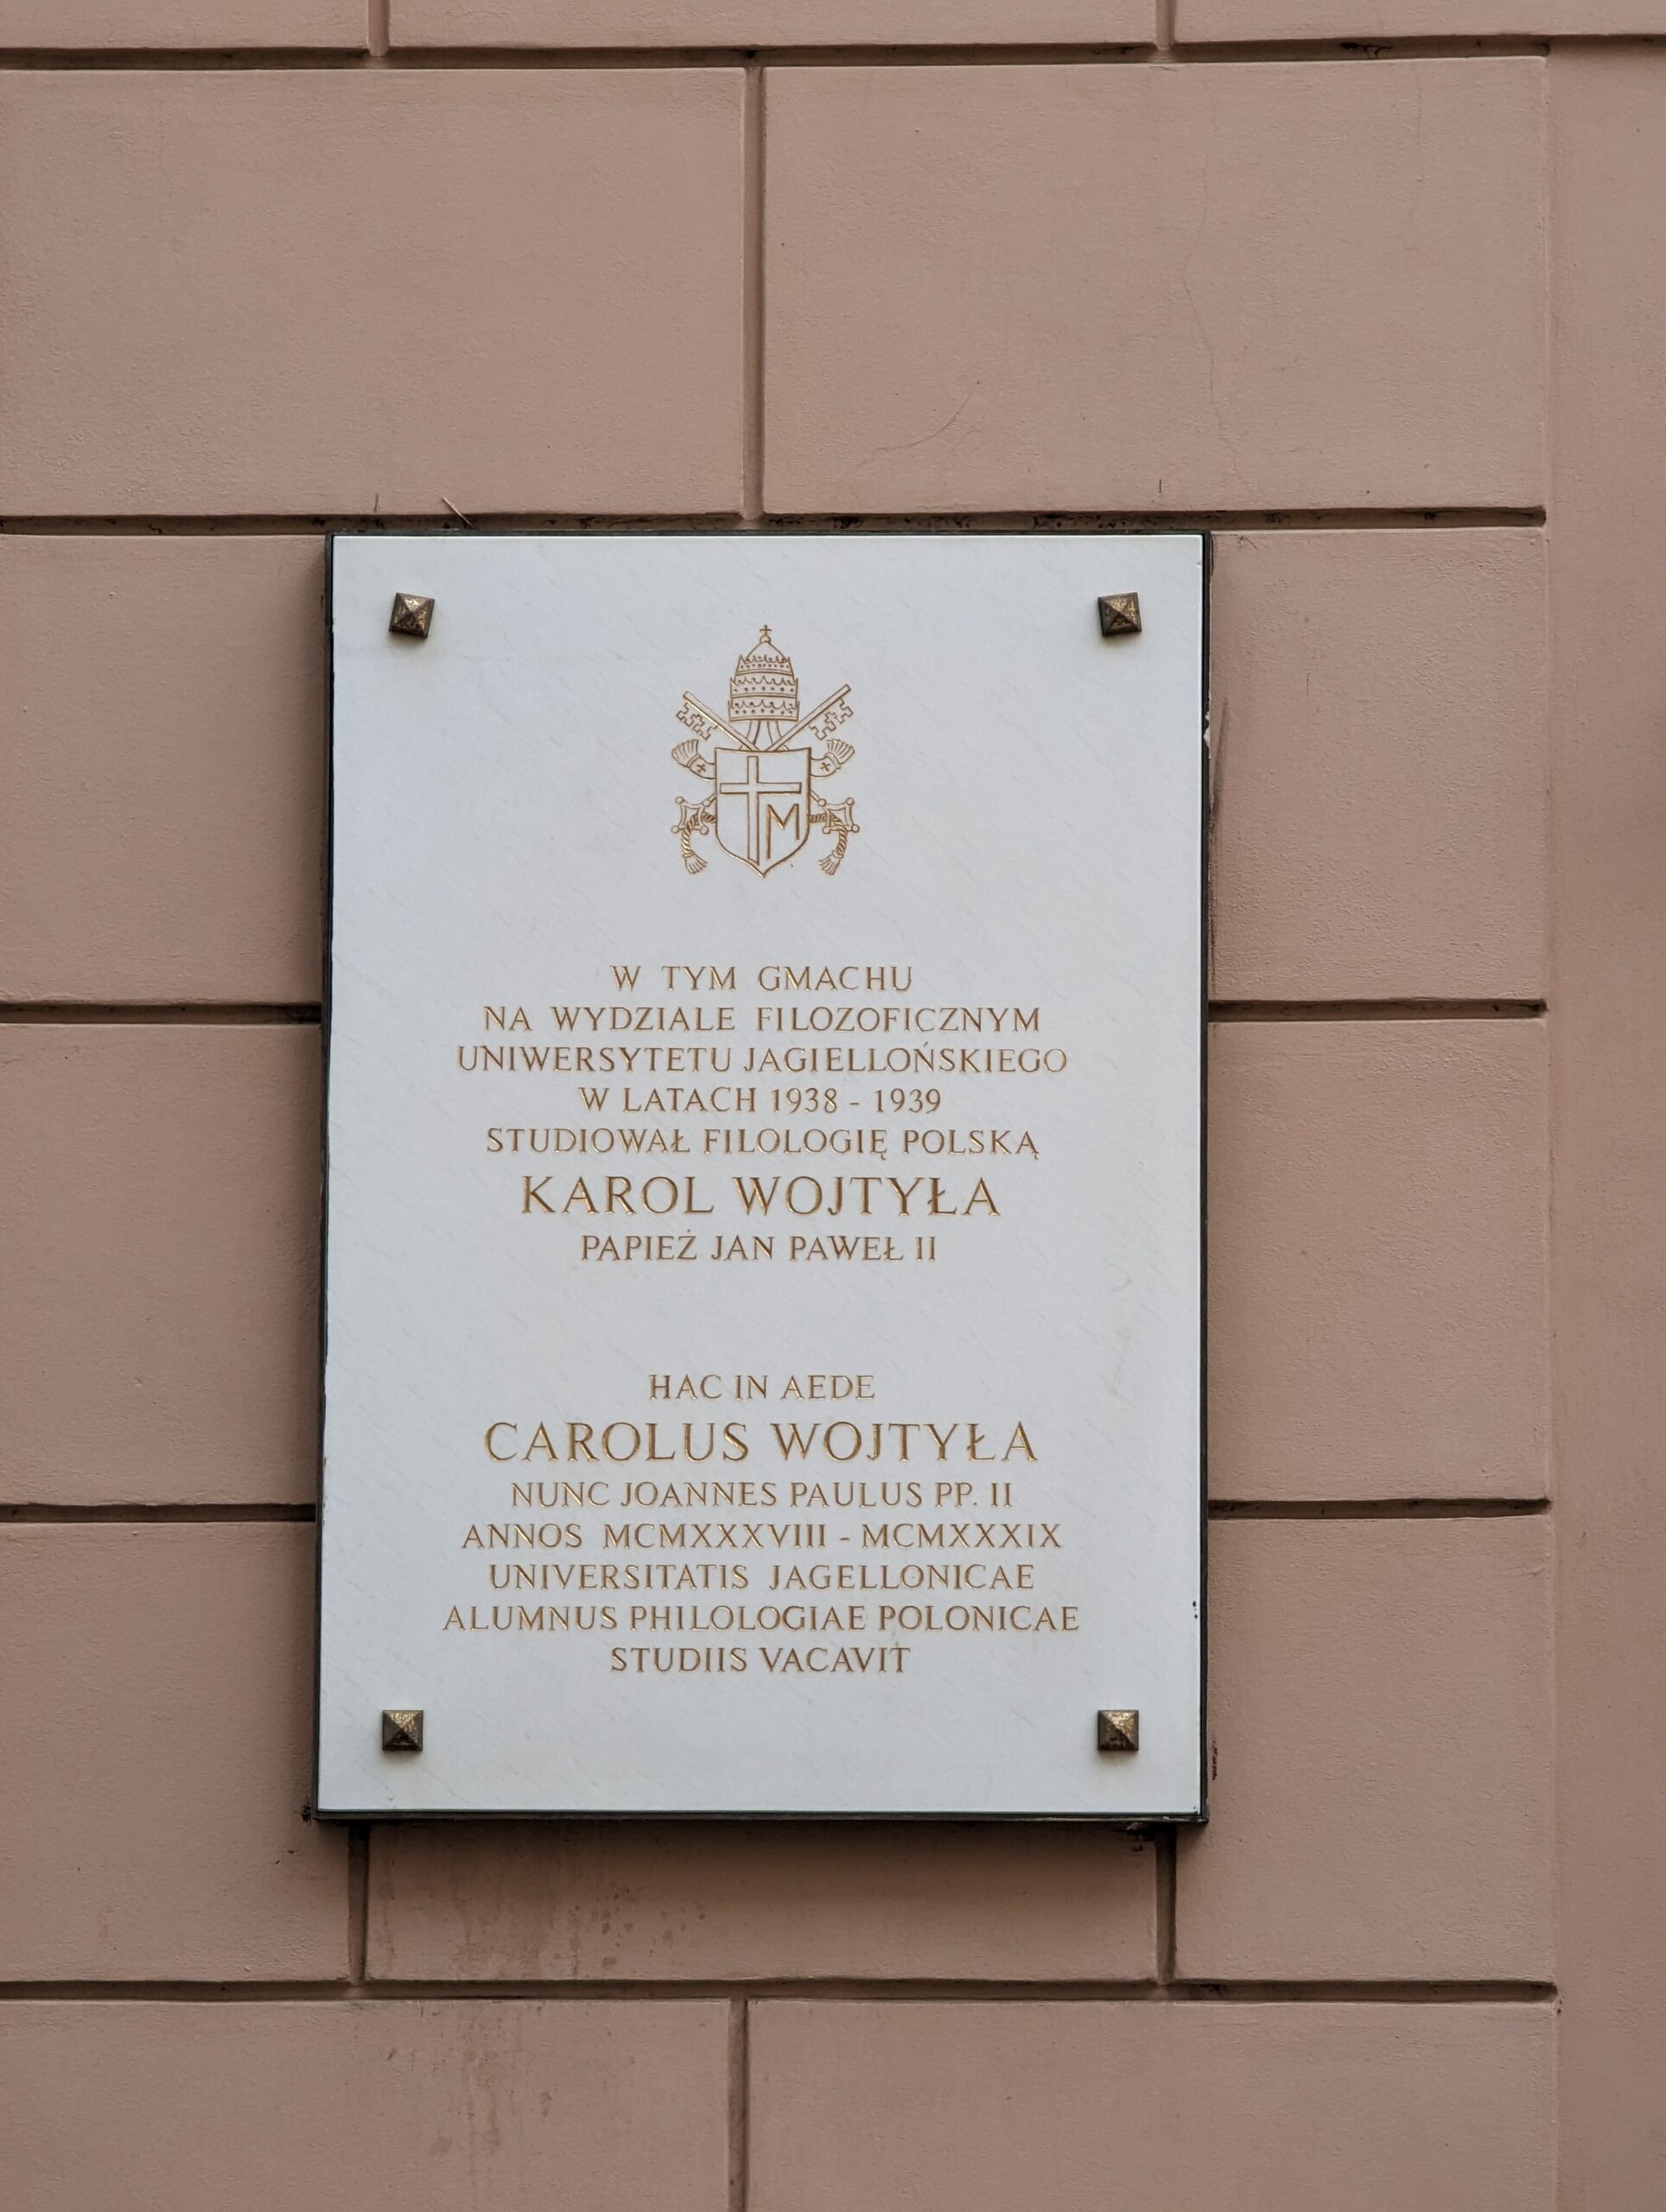 M
W TYM GMACHU
NA WYDZIALE FILOZOFICZNYM
UNIWERSYTETU JAGIELLOŃSKIEGO
W LATACH 1938 - 1939
STUDIOWAŁ FILOLOGIĘ POLSKĄ
KAROL WOJTYŁA
PAPIEŻ JAN PAWEŁ II
HAC IN AEDE
CAROLUS WOJTYŁA
NUNC JOANNES PAULUS PP. II
ANNOS MCMXXXVIII - MCMXXXIX
UNIVERSITATIS JAGELLONICAE
ALUMNUS PHILOLOGIAE POLONICAE
STUDIIS VACAVIT